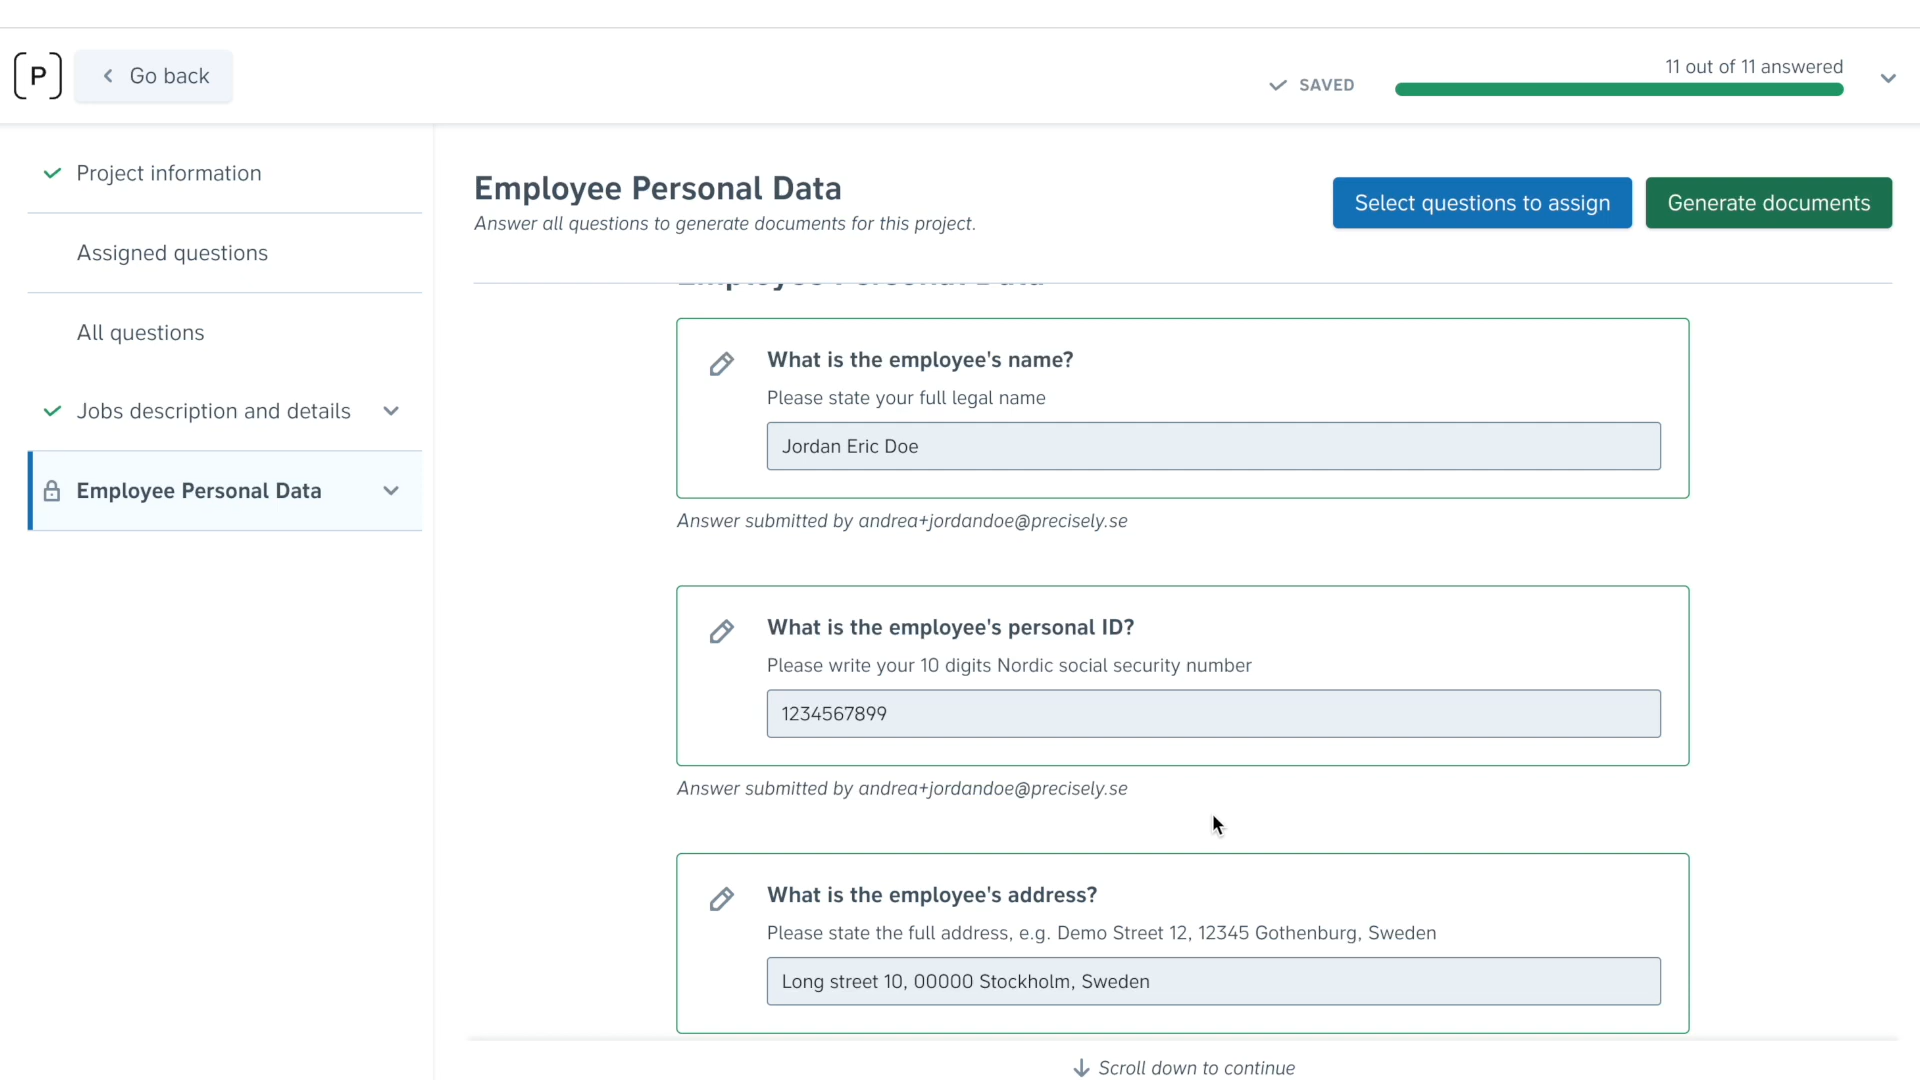 P
Go back
SAVED
11 out of 11 answered
Project information
Assigned questions
All questions
Jobs description and details
Employee Personal Data
Employee Personal Data
Answer all questions to generate documents for this project.
Select questions to assign
Generate documents
Employee Personal Data
What is the employee's name?
Please state your full legal name
Jordan Eric Doe
Answer submitted by andrea+jordandoe@precisely.se
What is the employee's personal ID?
Please write your 10 digits Nordic social security number
1234567899
Answer submitted by andrea+jordandoe@precisely.se
What is the employee's address?
Please state the full address, e.g. Demo Street 12, 12345 Gothenburg, Sweden
Long street 10, 00000 Stockholm, Sweden
Scroll down to continue